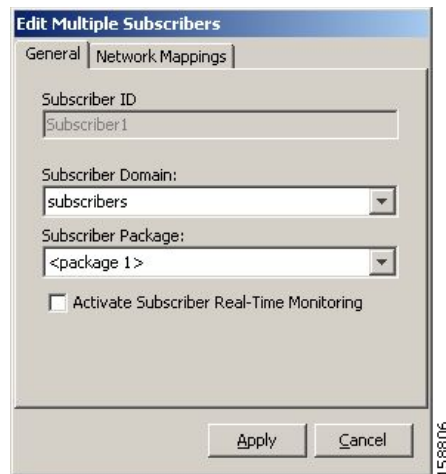 Edit Multiple Subscribers
General Network Mappings
Subscriber ID
Subscriber1
Subscriber Domain:
subscribers
Subscriber Package:
<package 1>
Activate Subscriber Real-Time Monitoring
Apply Cancel
158806